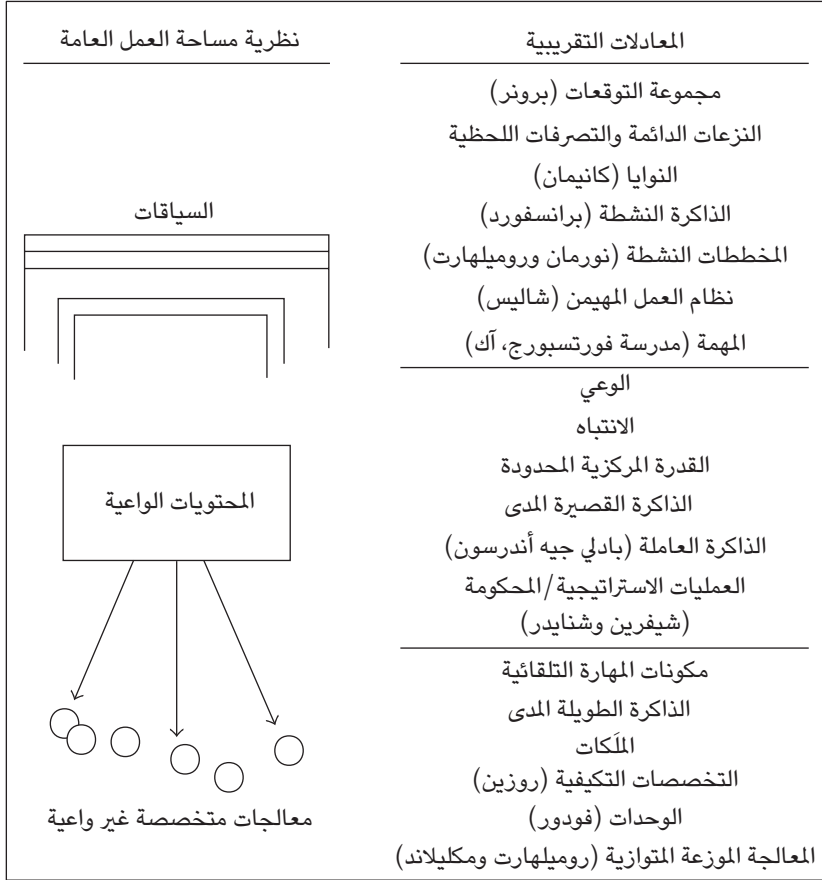 المعادلات التقريبية
مجموعة التوقعات (برونر)
النزعات الدائمة والتصرفات اللحظية
النوايا (كانيمان)
الذاكرة النشطة (برانسفورد)
المخططات النشطة (نورمان وروميلهارت)
نظام العمل المهيمن (شاليس)
المهمة (مدرسة فورتسبورج، آك)
الوعي
الانتباه
القدرة المركزية المحدودة
الذاكرة القصيرة المدى
الذاكرة العاملة (بادلي جيه أندرسون)
العمليات الاستراتيجية/المحكومة
(شيفرين وشنايدر)
مكونات المهارة التلقائية
الذاكرة الطويلة المدى
الملَكات
التخصصات التكيفية (روزين)
الوحدات (فودور)
المعالجة الموزعة المتوازية (روميلهارت ومكليلاند)
نظرية مساحة العمل العامة
السياقات
المحتويات الواعية
معالجات متخصصة غير واعية